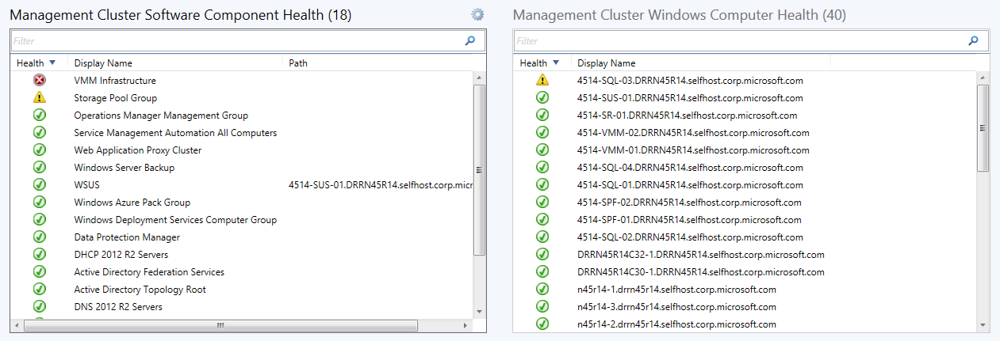 Management Cluster Software Component Health (18)
Filter
Health Display Name Path
VMM Infrastructure
Storage Pool Group
Operations Manager Management Group
Service Management Automation All Computers
Web Application Proxy Cluster
Windows Server Backup
WSUS 4514-SUS-01.DRRN45R14.selfhost.corp.micr
Windows Azure Pack Group
Windows Deployment Services Computer Group
Data Protection Manager
DHCP 2012 R2 Servers
Active Directory Federation Services
Active Directory Topology Root
DNS 2012 R2 Servers
Management Cluster Windows Computer Health (40)
Filter
Health Display Name
4514-SQL-03.DRRN45R14.selfhost.corp.microsoft.com
4514-SUS-01.DRRN45R14.selfhost.corp.microsoft.com
4514-SR-01.DRRN45R14.selfhost.corp.microsoft.com
4514-VMM-02.DRRN45R14.selfhost.corp.microsoft.com
4514-VMM-01.DRRN45R14.selfhost.corp.microsoft.com
4514-SQL-04.DRRN45R14.selfhost.corp.microsoft.com
4514-SQL-01.DRRN45R14.selfhost.corp.microsoft.com
4514-SPF-02.DRRN45R14.selfhost.corp.microsoft.com
4514-SPF-01.DRRN45R14.selfhost.corp.microsoft.com
4514-SQL-02.DRRN45R14.selfhost.corp.microsoft.com
DRRN45R14C32-1.DRRN45R14.selfhost.corp.microsoft.com
DRRN45R14C30-1.DRRN45R14.selfhost.corp.microsoft.com
n45r14-1.drrn45r14.selfhost.corp.microsoft.com
n45r14-3.drrn45r14.selfhost.corp.microsoft.com
n45r14-2.drrn45r14.selfhost.corp.microsoft.com